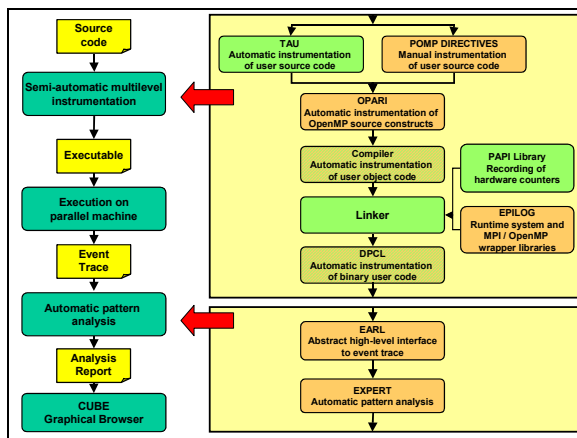 Source
code
Semi-automatic multilevel
instrumentation
Executable
Execution on
parallel machine
Event
Trace
Automatic pattern
analysis
Analysis
Report
CUBE
Graphical Browser
TAU
Automatic instrumentation
of user source code
POMP DIRECTIVES
Manual instrumentation
of user source code
OPARI
Automatic instrumentation of
OpenMP source constructs
Compiler
Automatic instrumentation
of user object code
PAPI Library
Recording of
hardware counters
Linker
EPILOG
Runtime system and
MPI / OpenMP
wrapper libraries
DPCL
Automatic instrumentation
of binary user code
EARL
Abstract high-level interface
to event trace
EXPERT
Automatic pattern analysis